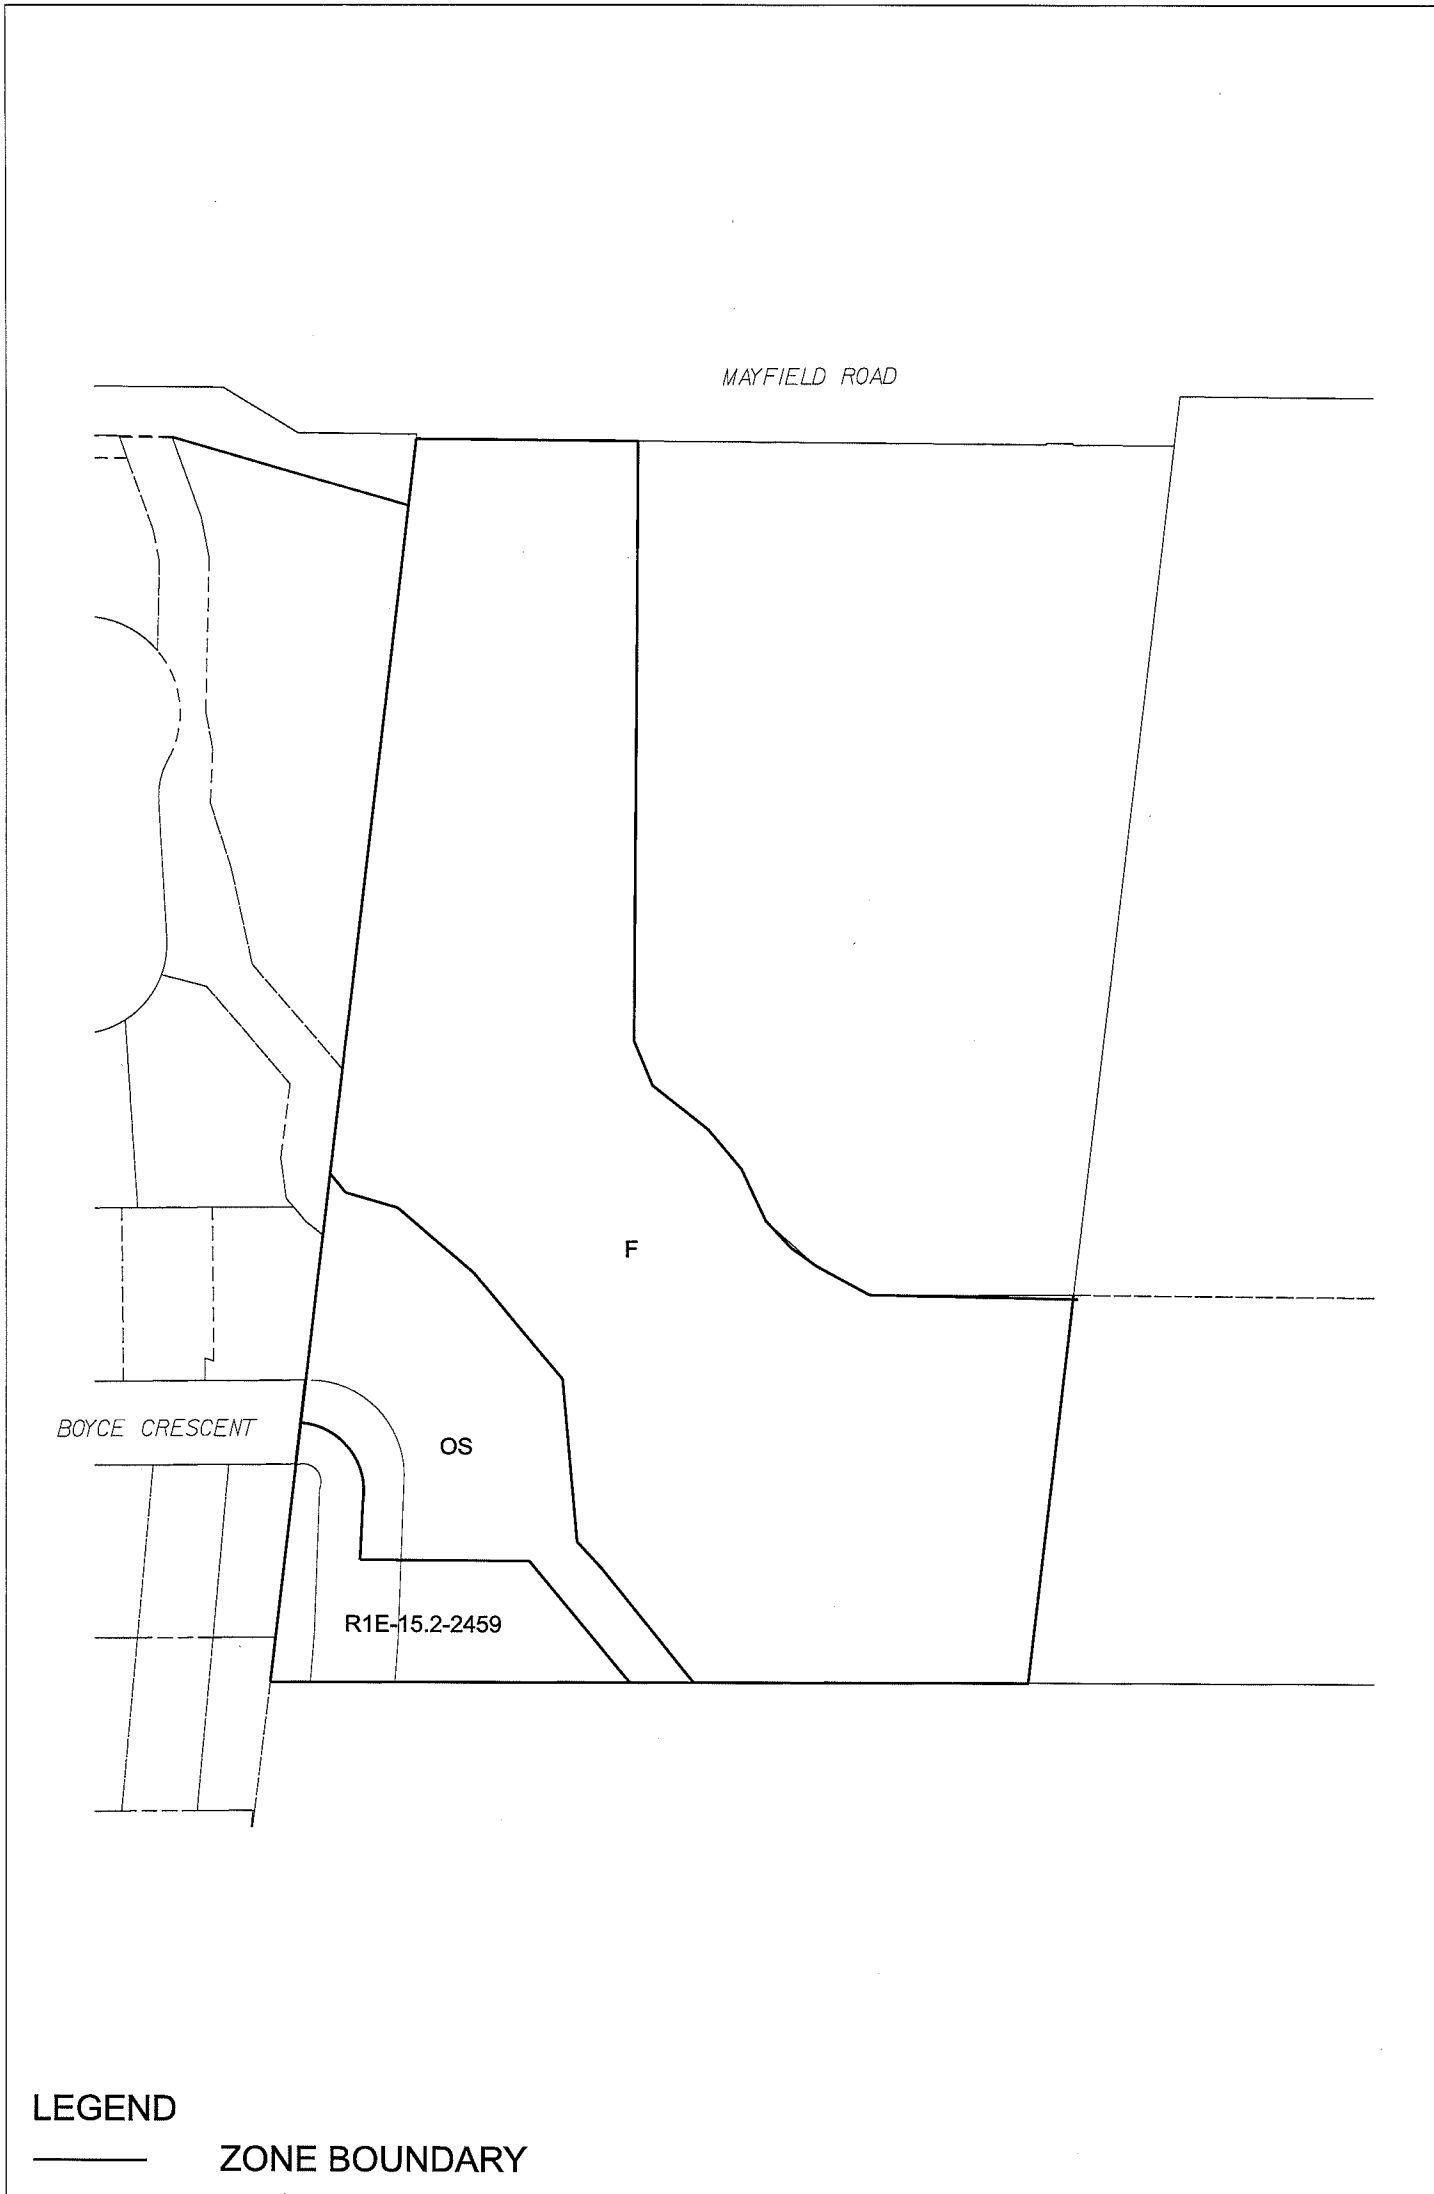 MAYFIELD ROAD
F
BOYCE CRESCENT
OS
R1E-15.2-2459
LEGEND
ZONE BOUNDARY